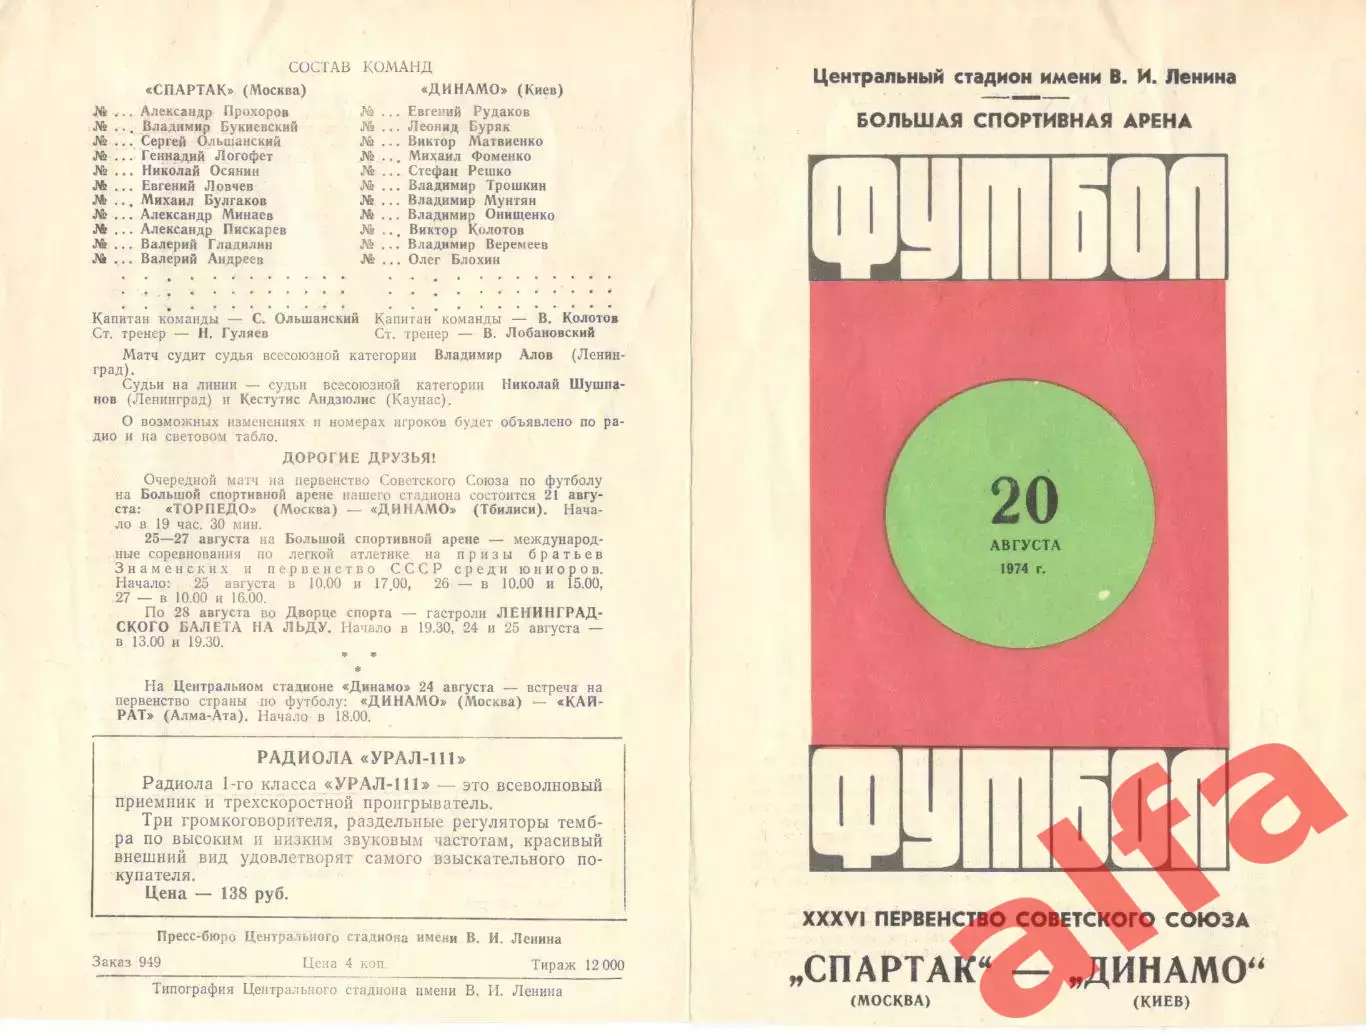 СОСТАВ КОМАНД
«СПАРТАК» (Москва) «ДИНАМО» (Киев)
№ ... Александр Прохоров № ... Евгений Рудаков
№ ... Владимир Букиевский № ... Леонид Буряк
№ ... Сергей Ольшанский № ... Виктор Матвиенко
№ ... Геннадий Логофет № ... Михаил Фоменко
№ ... Николай Осянин № ... Стефан Решко
№ ... Евгений Ловчев № ... Владимир Трошкин
№ ... Михаил Булгаков № ... Владимир Мунтян
№ ... Александр Минаев № ... Владимир Онищенко
№ ... Александр Пискарев № ... Виктор Колотов
№ ... Валерий Гладилин № ... Владимир Веремеев
№ ... Валерий Андреев № ... Олег Блохин
Капитан команды — С. Ольшанский Капитан команды — В. Колотов
Ст. тренер — Н. Гуляев Ст. тренер — В. Лобановский
Матч судит судья всесоюзной категории Владимир Алов (Ленин-
град).
Судьи на линии — судьи всесоюзной категории Николай Шушпа-
нов (Ленинград) и Кестутис Андзюлис (Каунас).
О возможных изменениях и номерах игроков будет объявлено по ра-
дио и на световом табло.
ДОРОГИЕ ДРУЗЬЯ!
Очередной матч на первенство Советского Союза по футболу
на Большой спортивной арене нашего стадиона состоится 21 авгу-
ста: «ТОРПЕДО» (Москва) — «ДИНАМО» (Тбилиси). Нача-
ло в 19 час. 30 мин.
25—27 августа на Большой спортивной арене — международ-
ные соревнования по легкой атлетике на призы братьев
Знаменских и первенство СССР среди юниоров.
Начало: 25 августа в 10.00 и 17.00, 26 — в 10.00 и 15.00,
27 — в 10.00 и 16.00.
По 28 августа во Дворце спорта — гастроли ЛЕНИНГРАД-
СКОГО БАЛЕТА НА ЛЬДУ. Начало в 19.30, 24 и 25 августа —
в 13.00 и 19.30.
* *
*
На Центральном стадионе «Динамо» 24 августа — встреча на
первенство страны по футболу: «ДИНАМО» (Москва) — «КАЙ-
РАТ» (Алма-Ата). Начало в 18.00.
РАДИОЛА «УРАЛ-111»
Радиола 1-го класса «УРАЛ-111» — это всеволновый
приемник и трехскоростной проигрыватель.
Три громкоговорителя, раздельные регуляторы темб-
ра по высоким и низким звуковым частотам, красивый
внешний вид удовлетворят самого взыскательного по-
купателя.
Цена — 138 руб.
Пресс-бюро Центрального стадиона имени В. И. Ленина
Заказ 949 Цена 4 коп. Тираж 12 000
Типография Центрального стадиона имени В. И. Ленина
Центральный стадион имени В. И. Ленина
БОЛЬШАЯ СПОРТИВНАЯ АРЕНА
ФУТБОЛ
20
АВГУСТА
1974 г.
ФУТБОЛ
XXXVI ПЕРВЕНСТВО СОВЕТСКОГО СОЮЗА
„СПАРТАК“ — „ДИНАМО“
(МОСКВА) (КИЕВ)
alfa